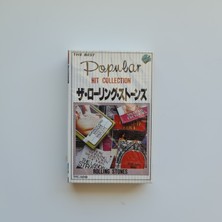 THE BEST
Popular
HIT COLLECTION
ザ・ローリング・ストーンズ
ROLLING STONES